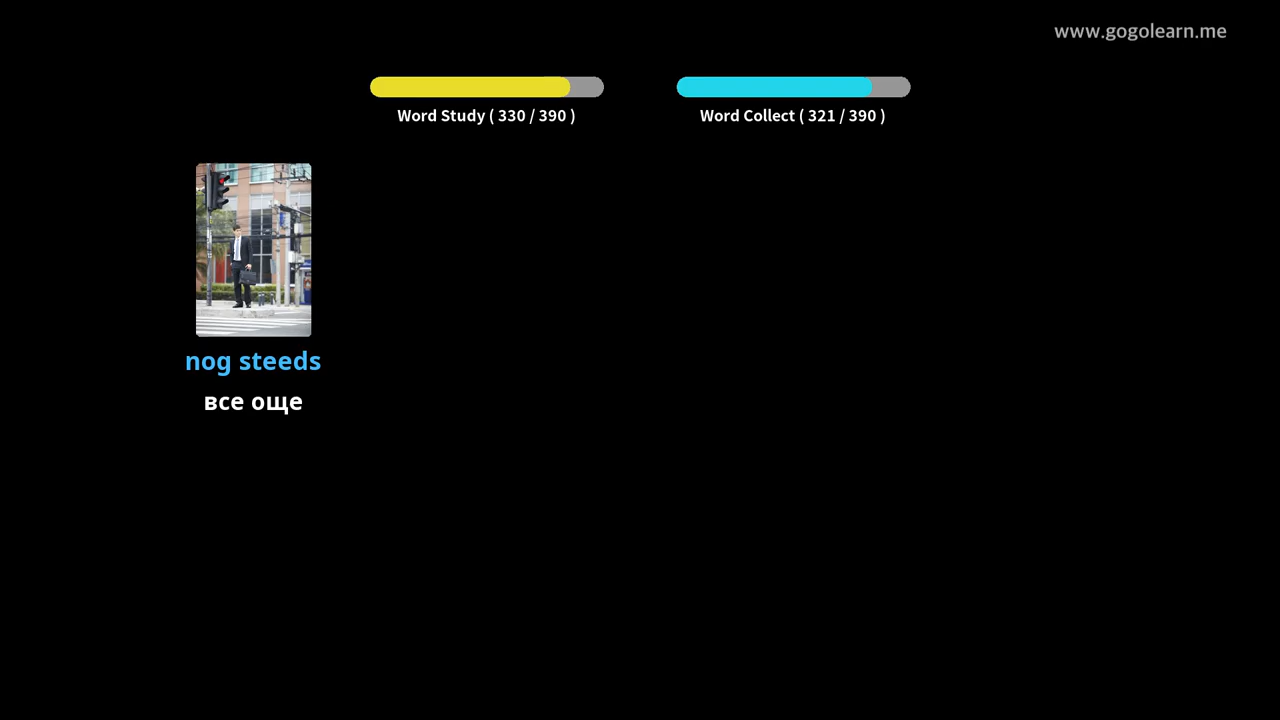 www.gogolearn.me
Word Study ( 330 / 390 )
Word Collect ( 321 / 390 )
nog steeds
все още